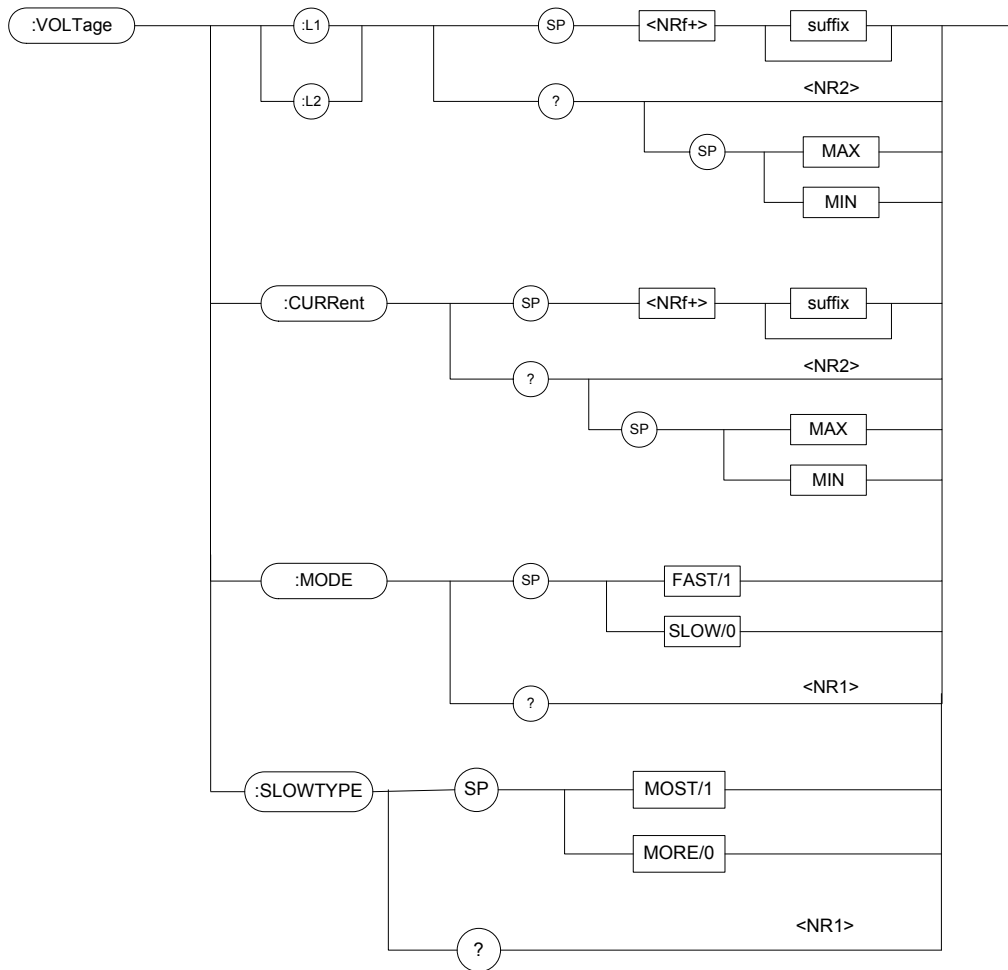 :VOLTage :L1 SP <NRf+> suffix
:L2 ? <NR2>
SP MAX
MIN
:CURRent SP <NRf+> suffix
? <NR2>
SP MAX
MIN
:MODE SP FAST/1
SLOW/0
? <NR1>
:SLOWTYPE SP MOST/1
MORE/0
? <NR1>